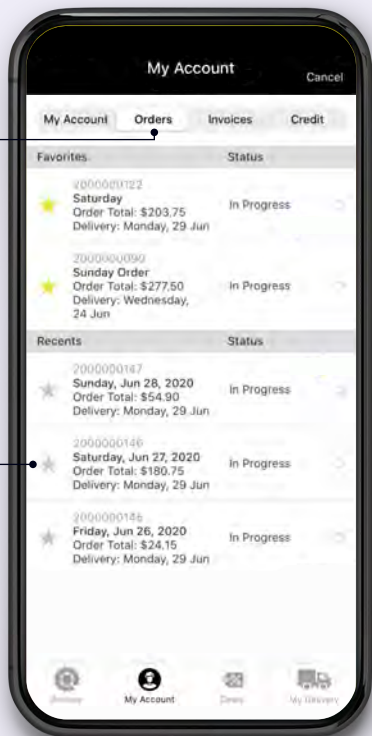 My Account
Cancel
My Account Orders Invoices Credit
Favorites Status
2000000122
Saturday
Order Total: $203.75
In Progress
Delivery: Monday, 29 Jun
2000000090
Sunday Order
Order Total: $277.50
In Progress
Delivery: Wednesday,
24 Jun
Recents Status
2000000147
Sunday, Jun 28, 2020
Order Total: $54.90
In Progress
Delivery: Monday, 29 Jun
2000000146
Saturday, Jun 27, 2020
Order Total: $180.75
In Progress
Delivery: Monday, 29 Jun
2000000145
Friday, Jun 26, 2020
Order Total: $24.15
In Progress
Delivery: Monday, 29 Jun
My Account My Delivery